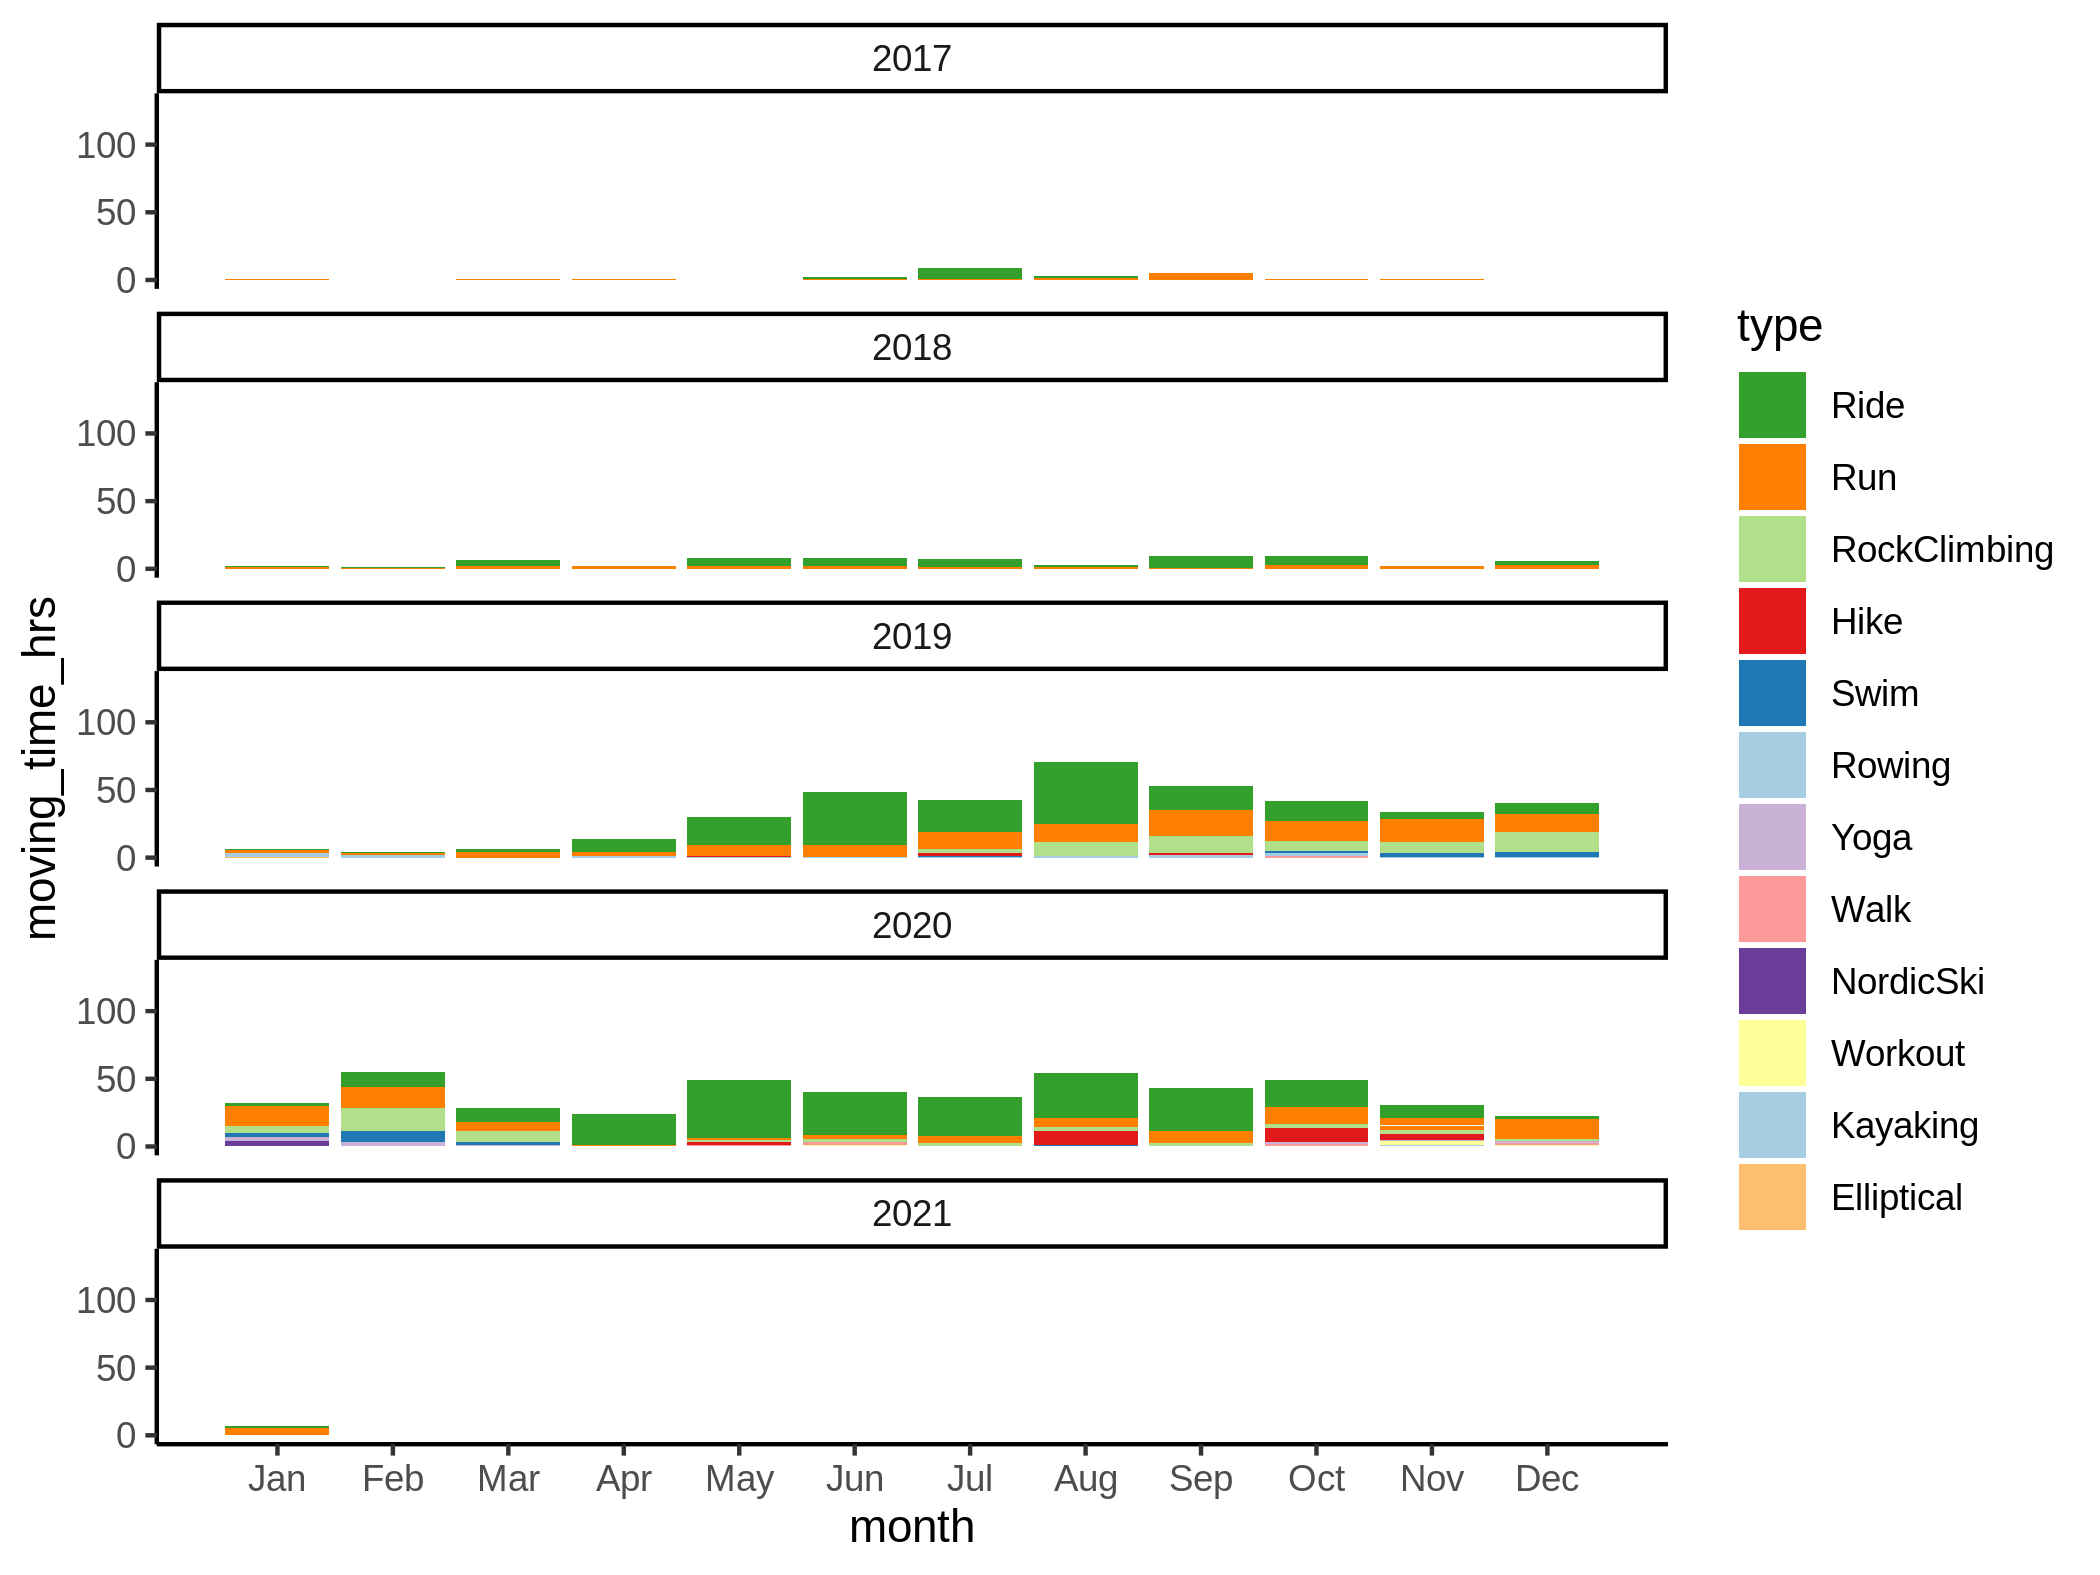 2017
100
50
0
2018
100
50
0
2019
100
50
0
2020
100
50
0
2021
100
50
0
Jan Feb Mar Apr May Jun Jul Aug Sep Oct Nov Dec
month
moving_time_hrs
type
Ride
Run
RockClimbing
Hike
Swim
Rowing
Yoga
Walk
NordicSki
Workout
Kayaking
Elliptical